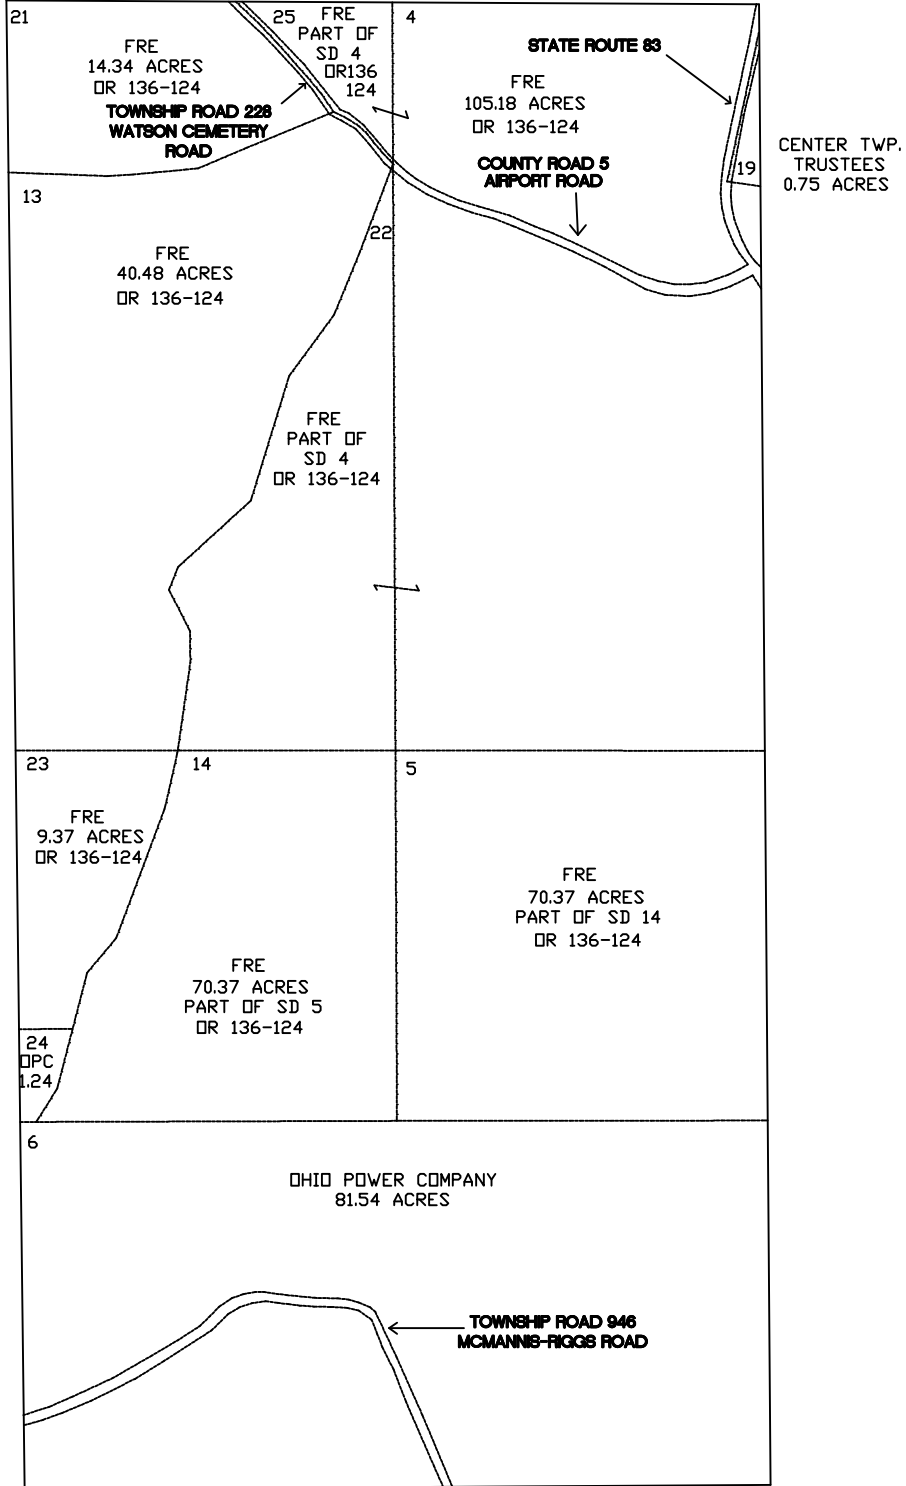 21
25
FRE
PART OF
SD 4
OR136
124
4
FRE
14.34 ACRES
OR 136-124
TOWNSHIP ROAD 228
WATSON CEMETERY
ROAD
STATE ROUTE 83
FRE
105.18 ACRES
OR 136-124
COUNTY ROAD 5
AIRPORT ROAD
19
CENTER TWP.
TRUSTEES
0.75 ACRES
13
22
FRE
40.48 ACRES
OR 136-124
FRE
PART OF
SD 4
OR 136-124
23
14
5
FRE
9.37 ACRES
OR 136-124
FRE
70.37 ACRES
PART OF SD 14
OR 136-124
FRE
70.37 ACRES
PART OF SD 5
OR 136-124
24
OPC
1.24
6
OHIO POWER COMPANY
81.54 ACRES
TOWNSHIP ROAD 946
MCMANNIS-RIGGS ROAD